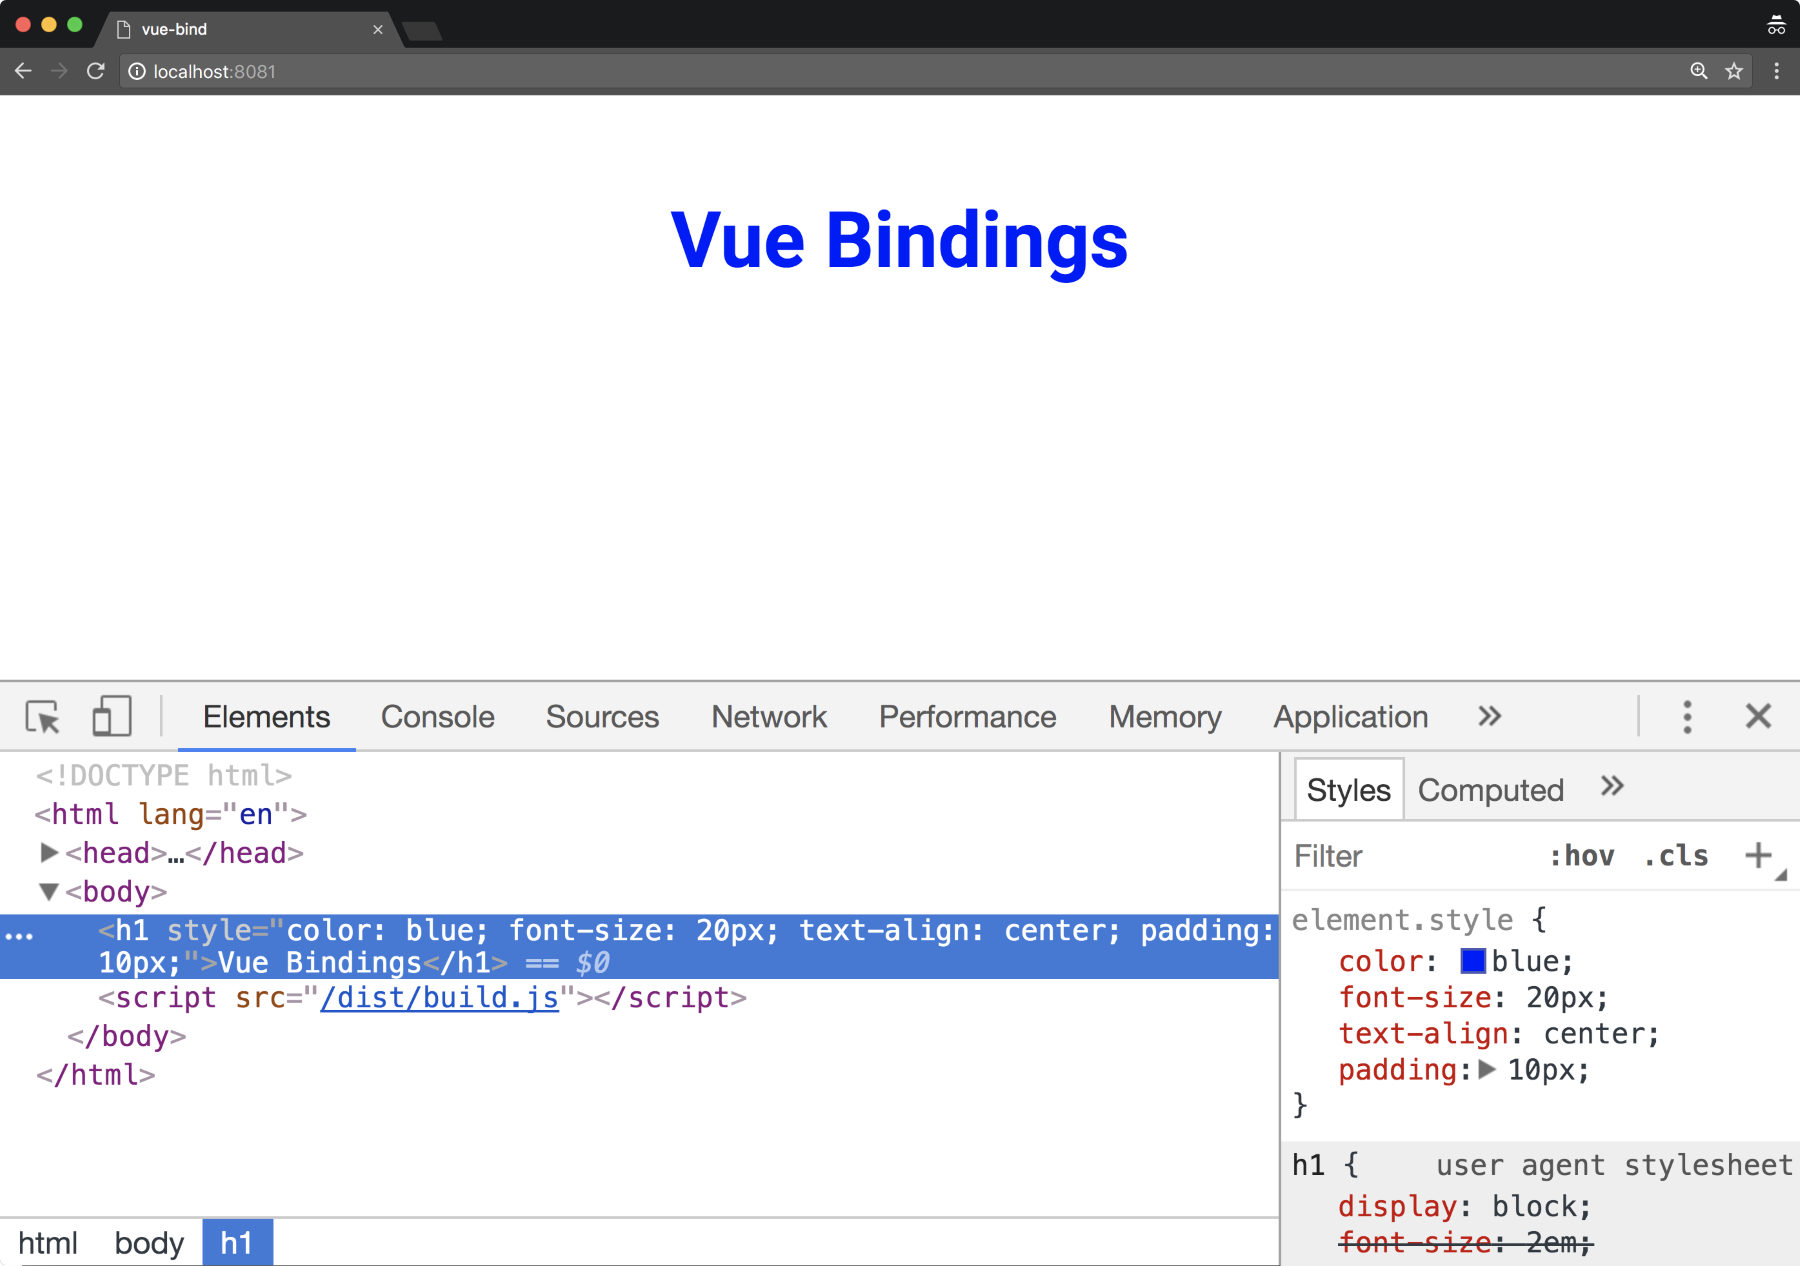 vue-bind
localhost:8081
Vue Bindings
Elements Console Sources Network Performance Memory Application
<!DOCTYPE html>
<html lang="en">
<head>…</head>
<body>
<h1 style="color: blue; font-size: 20px; text-align: center; padding:
10px;">Vue Bindings</h1> == $0
<script src="/dist/build.js"></script>
</body>
</html>
html body h1
Styles Computed
Filter :hov .cls
element.style {
color: blue;
font-size: 20px;
text-align: center;
padding: 10px;
}
h1 { user agent stylesheet
display: block;
font-size: 2em;